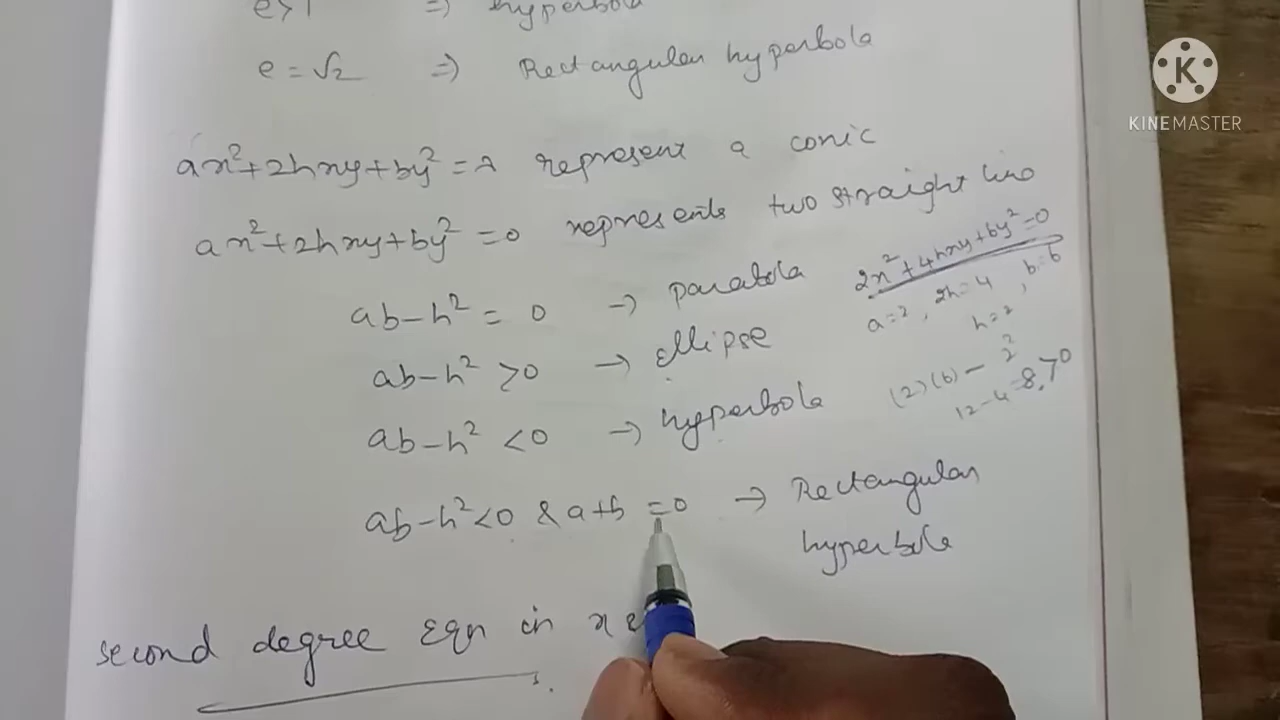 e>1 => hyperbola
e = √2 => Rectangular hyperbola
KINEMASTER
ax²+2hxy+by² = λ represent a conic
ax²+2hxy+by² = 0 represents two straight line
ab-h² = 0 → parabola
ab-h² >0 → ellipse
ab-h² <0 → hyperbola
ab-h²<0 & a+b =0 → Rectangular
hyperbola
2x²+4hxy+6y²=0
a=2, 2h=4, b=6
h=2
(2)(6) - 2²
12-4=8>0
second degree Eqn in x